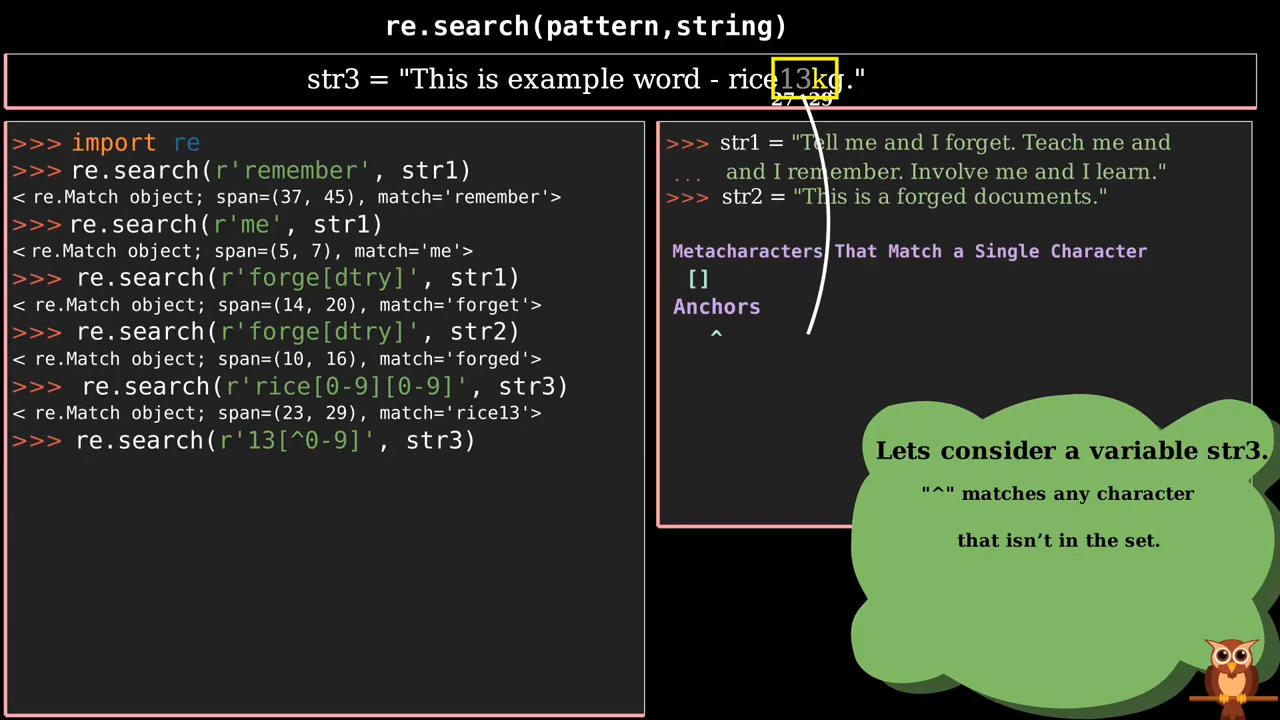 re.search(pattern,string)
str3 = "This is example word - rice13kg."
27 29
>>> import re
>>> re.search(r'remember', str1)
< re.Match object; span=(37, 45), match='remember'>
>>> re.search(r'me', str1)
< re.Match object; span=(5, 7), match='me'>
>>> re.search(r'forge[dtry]', str1)
< re.Match object; span=(14, 20), match='forget'>
>>> re.search(r'forge[dtry]', str2)
< re.Match object; span=(10, 16), match='forged'>
>>> re.search(r'rice[0-9][0-9]', str3)
< re.Match object; span=(23, 29), match='rice13'>
>>> re.search(r'13[^0-9]', str3)
>>> str1 = "Tell me and I forget. Teach me and
... and I remember. Involve me and I learn."
>>> str2 = "This is a forged documents."
Metacharacters That Match a Single Character
[]
Anchors
^
Lets consider a variable str3.
"^" matches any character
that isn’t in the set.